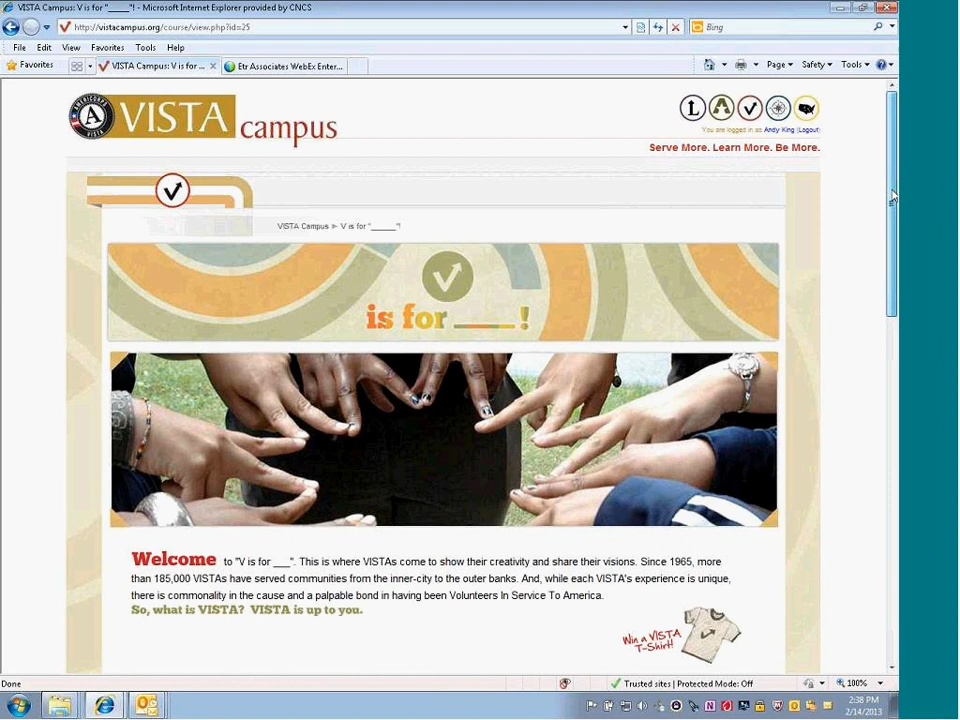 VISTA Campus: V is for "_____"! - Microsoft Internet Explorer provided by CNCS
http://vistacampus.org/course/view.php?id=25
Bing
File Edit View Favorites Tools Help
Favorites
VISTA Campus: V is for ...
Etr Associates WebEx Enter...
Page Safety Tools
AMERICORPS
VISTA
A
VISTA campus
L
You are logged in as Andy King (Logout)
Serve More. Learn More. Be More.
VISTA Campus ► V is for "______"!
is for ____!
Welcome to "V is for ___". This is where VISTAs come to show their creativity and share their visions. Since 1965, more
than 185,000 VISTAs have served communities from the inner-city to the outer banks. And, while each VISTA's experience is unique,
there is commonality in the cause and a palpable bond in having been Volunteers In Service To America.
So, what is VISTA? VISTA is up to you.
Win a VISTA
T-Shirt!
Done
Trusted sites | Protected Mode: Off
100%
2:38 PM
2/14/2013